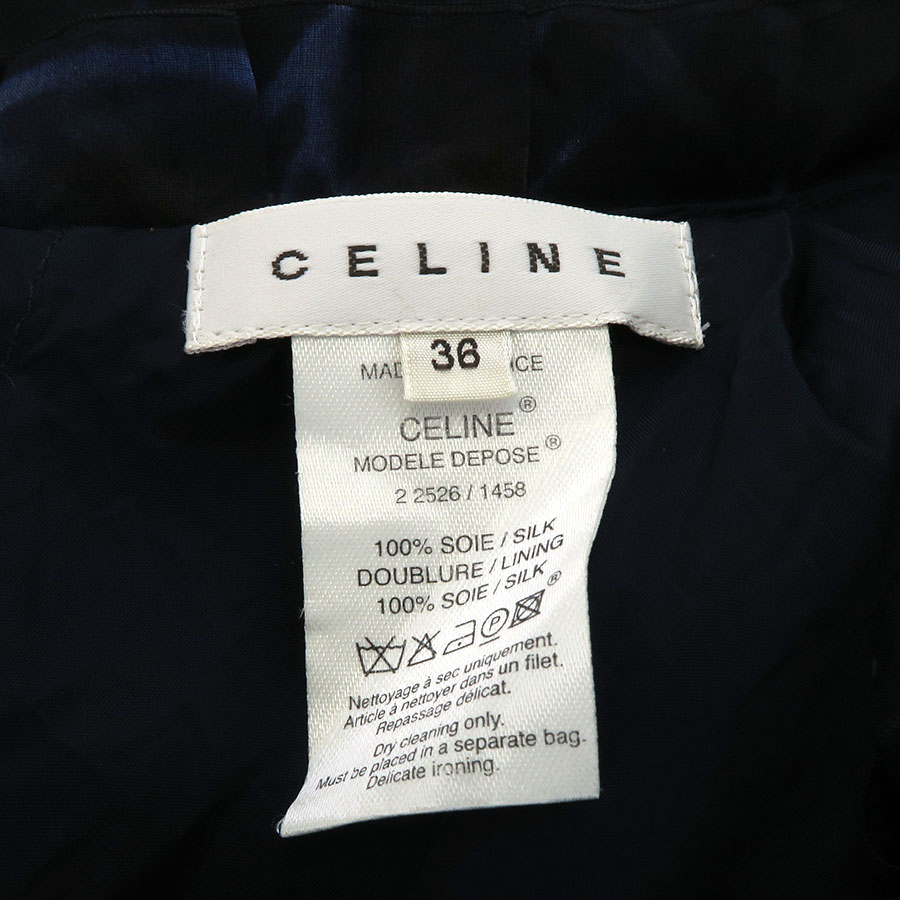 CELINE
36
CELINE®
MODELE DEPOSE®
2 2526 / 1458
100% SOIE / SILK
DOUBLURE / LINING
100% SOIE / SILK®
Nettoyage à sec uniquement.
Article à nettoyer dans un filet.
Repassage délicat.
Dry cleaning only.
Must be placed in a separate bag.
Delicate ironing.